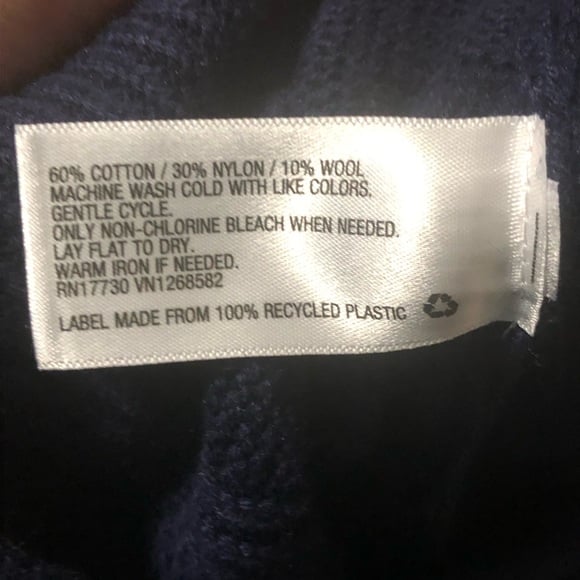 60% COTTON / 30% NYLON / 10% WOOL
MACHINE WASH COLD WITH LIKE COLORS.
GENTLE CYCLE.
ONLY NON-CHLORINE BLEACH WHEN NEEDED.
LAY FLAT TO DRY.
WARM IRON IF NEEDED.
RN17730 VN1268582
LABEL MADE FROM 100% RECYCLED PLASTIC